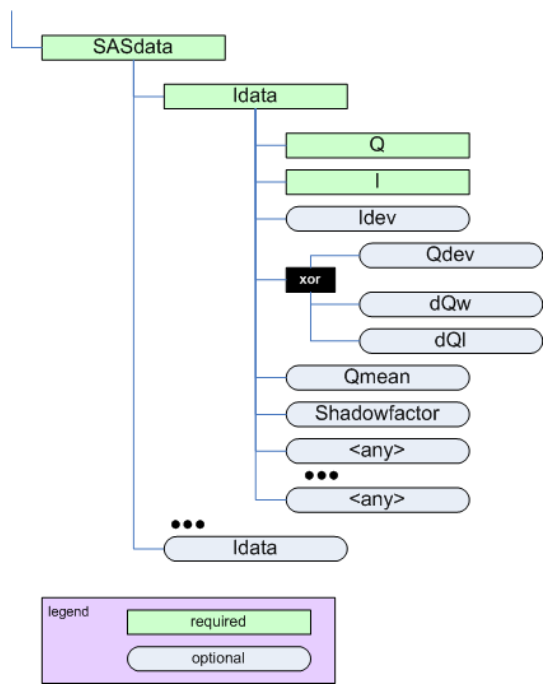 SASdata
Idata
Q
I
Idev
Qdev
xor
dQw
dQl
Qmean
Shadowfactor
<any>
•••
<any>
•••
Idata
legend
required
optional